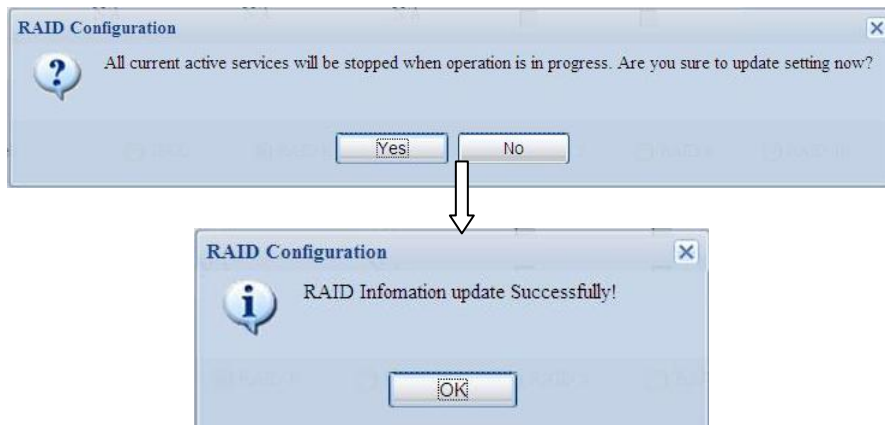 RAID Configuration
All current active services will be stopped when operation is in progress. Are you sure to update setting now?
Yes
No
RAID Configuration
RAID Infomation update Successfully!
OK